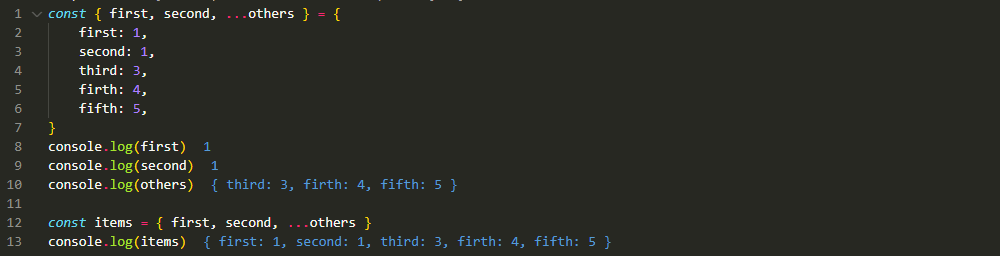 1 const { first, second, ...others } = {
2 first: 1,
3 second: 1,
4 third: 3,
5 firth: 4,
6 fifth: 5,
7 }
8 console.log(first) 1
9 console.log(second) 1
10 console.log(others) { third: 3, firth: 4, fifth: 5 }
11
12 const items = { first, second, ...others }
13 console.log(items) { first: 1, second: 1, third: 3, firth: 4, fifth: 5 }